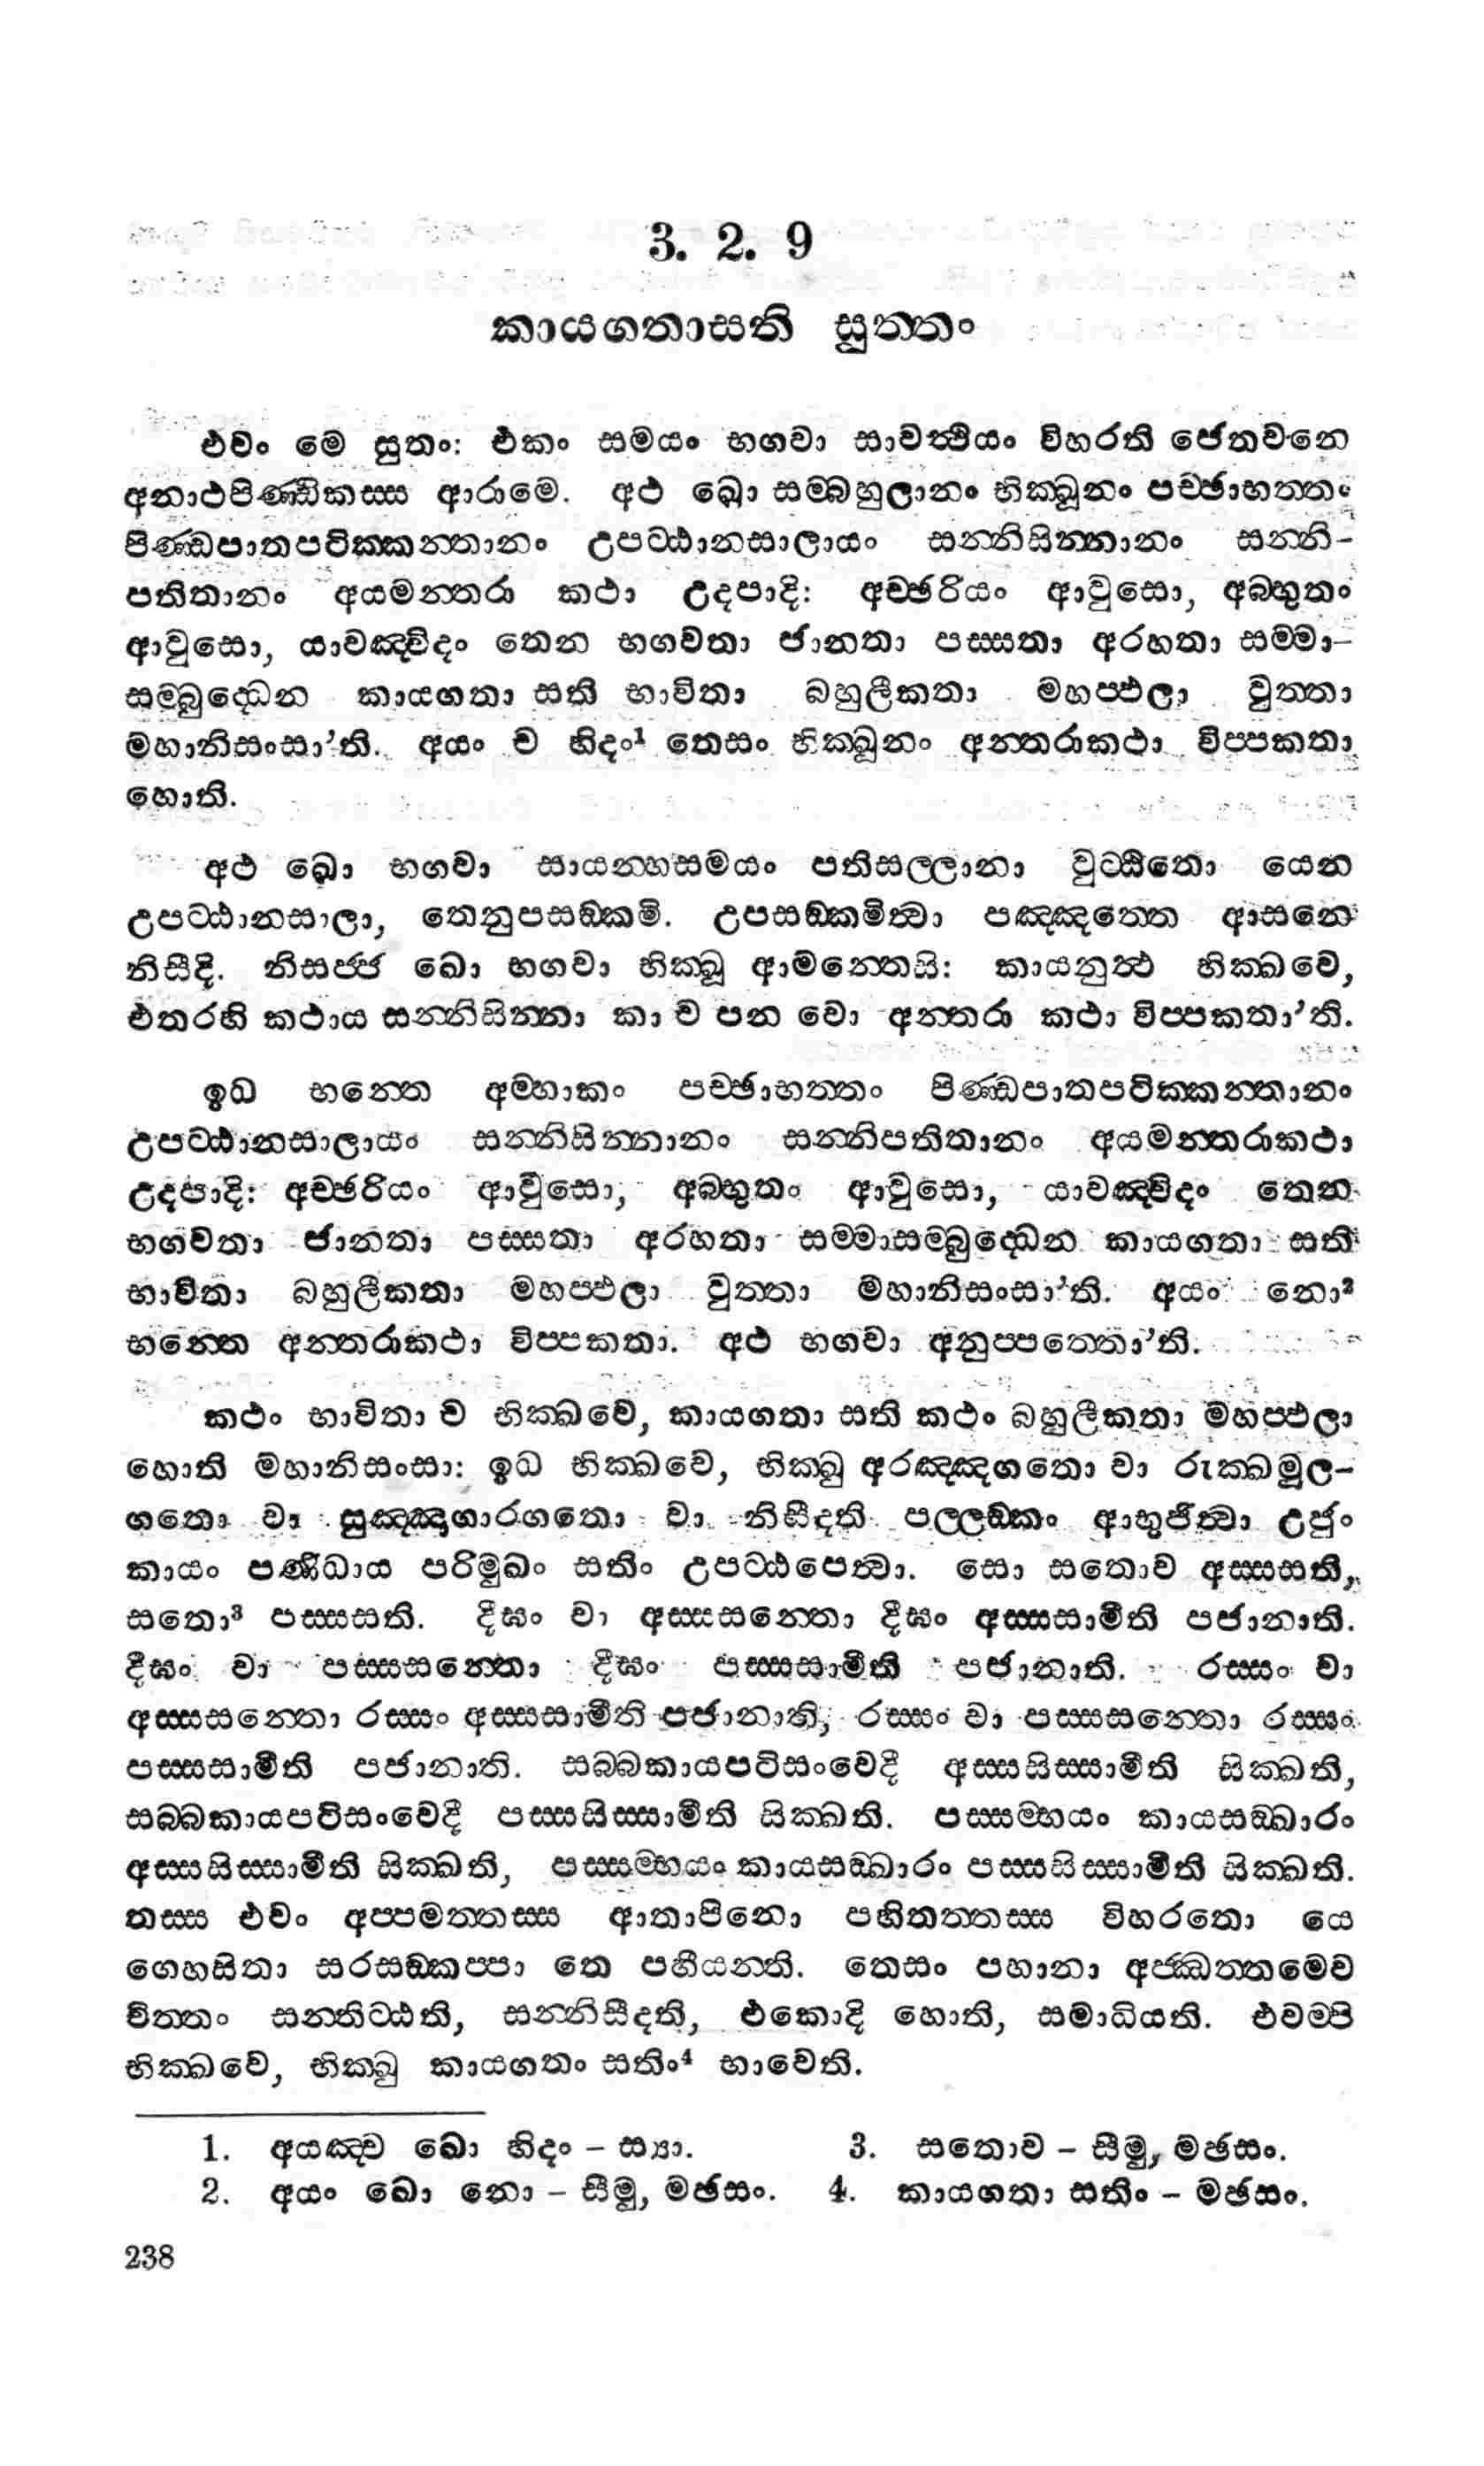 3. 2. 9
කායගතාසති සුත්තං
එවං මෙ සුතං: එකං සමයං භගවා සාවත්ථියං විහරති ජෙතවනෙ
අනාථපිණ්ඩිකස්ස ආරාමෙ. අථ ඛො සම්බහුලානං භික්ඛූනං පච්ඡාභත්තං
පිණ්ඩපාතපටික්කන්තානං උපට්ඨානසාලායං සන්නිසින්නානං සන්නි-
පතිතානං අයමන්තරා කථා උදපාදි: අච්ඡරියං ආවුසො, අබ්භුතං
ආවුසො, යාවඤ්චිදං තෙන භගවතා ජානතා පස්සතා අරහතා සම්මා-
සම්බුද්ධෙන කායගතා සති භාවිතා බහුලීකතා මහප්ඵලා වුත්තා
මහානිසංසා’ති. අයං ච හිදං¹ තෙසං භික්ඛූනං අන්තරාකථා විප්පකතා
හොති.
අථ ඛො භගවා සායන්හසමයං පතිසල්ලානා වුට්ඨිතො යෙන
උපට්ඨානසාලා, තෙනුපසඞ්කමි. උපසඞ්කමිත්වා පඤ්ඤත්තෙ ආසනෙ
නිසීදි. නිසජ්ජ ඛො භගවා භික්ඛූ ආමන්තෙසි: කායනුත්ථ භික්ඛවෙ,
එතරහි කථාය සන්නිසින්නා කා ච පන වො අන්තරා කථා විප්පකතා’ති.
ඉධ භන්තෙ අම්හාකං පච්ඡාභත්තං පිණ්ඩපාතපටික්කන්තානං
උපට්ඨානසාලායං සන්නිසින්නානං සන්නිපතිතානං අයමන්තරාකථා
උදපාදි: අච්ඡරියං ආවුසො, අබ්භුතං ආවුසො, යාවඤ්චිදං තෙන
භගවතා ජානතා පස්සතා අරහතා සම්මාසම්බුද්ධෙන කායගතා සති
භාවිතා බහුලීකතා මහප්ඵලා වුත්තා මහානිසංසා’ති. අයං නො²
භන්තෙ අන්තරාකථා විප්පකතා. අථ භගවා අනුප්පත්තො’ති.
කථං භාවිතා ච භික්ඛවෙ, කායගතා සති කථං බහුලීකතා මහප්ඵලා
හොති මහානිසංසා: ඉධ භික්ඛවෙ, භික්ඛු අරඤ්ඤගතො වා රුක්ඛමූල-
ගතො වා සුඤ්ඤාගාරගතො වා නිසීදති පල්ලඞ්කං ආභුජිත්වා උජුං
කායං පණිධාය පරිමුඛං සතිං උපට්ඨපෙත්වා. සො සතොව අස්සසති,
සතො³ පස්සසති. දීඝං වා අස්සසන්තො දීඝං අස්සසාමීති පජානාති.
දීඝං වා පස්සසන්තො දීඝං පස්සසාමීති පජානාති. රස්සං වා
අස්සසන්තො රස්සං අස්සසාමීති පජානාති, රස්සං වා පස්සසන්තො රස්සං
පස්සසාමීති පජානාති. සබ්බකායපටිසංවෙදී අස්සසිස්සාමීති සික්ඛති,
සබ්බකායපටිසංවෙදී පස්සසිස්සාමීති සික්ඛති. පස්සම්භයං කායසඞ්ඛාරං
අස්සසිස්සාමීති සික්ඛති, පස්සම්භයං කායසඞ්ඛාරං පස්සසිස්සාමීති සික්ඛති.
තස්ස එවං අප්පමත්තස්ස ආතාපිනො පහිතත්තස්ස විහරතො යෙ
ගෙහසිතා සරසඞ්කප්පා තෙ පහීයන්ති. තෙසං පහානා අජ්ඣත්තමෙව
චිත්තං සන්තිට්ඨති, සන්නිසීදති, එකොදි හොති, සමාධියති. එවම්පි
භික්ඛවෙ, භික්ඛු කායගතං සතිං⁴ භාවෙති.
1. අයඤ්ච ඛො හිදං – ස්‍යා. 3. සතොව – සීමු, මඡසං.
2. අයං ඛො නො – සීමු, මඡසං. 4. කායගතා සතිං – මඡසං.
238